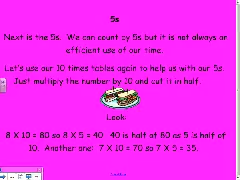 5s
Next is the 5s. We can count by 5s but it is not always an
efficient use of our time.
Let's use our 10 times tables again to help us with our 5s.
Just multiply the number by 10 and cut it in half.
Look:
8 X 10 = 80 so 8 X 5 = 40 40 is half of 80 as 5 is half of
10. Another one: 7 X 10 = 70 so 7 X 5 = 35.